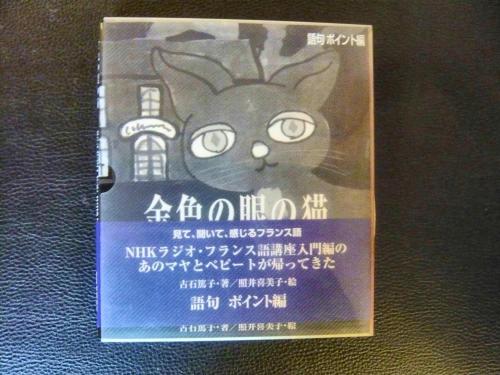 語句 ポイント編
金色の眼の猫
見て、聞いて、感じるフランス語
NHKラジオ・フランス語講座入門編の
あのマヤとベビートが帰ってきた
古石篤子・著／照井喜美子・絵
語句 ポイント編
古石篤子・著／照井喜美子・絵